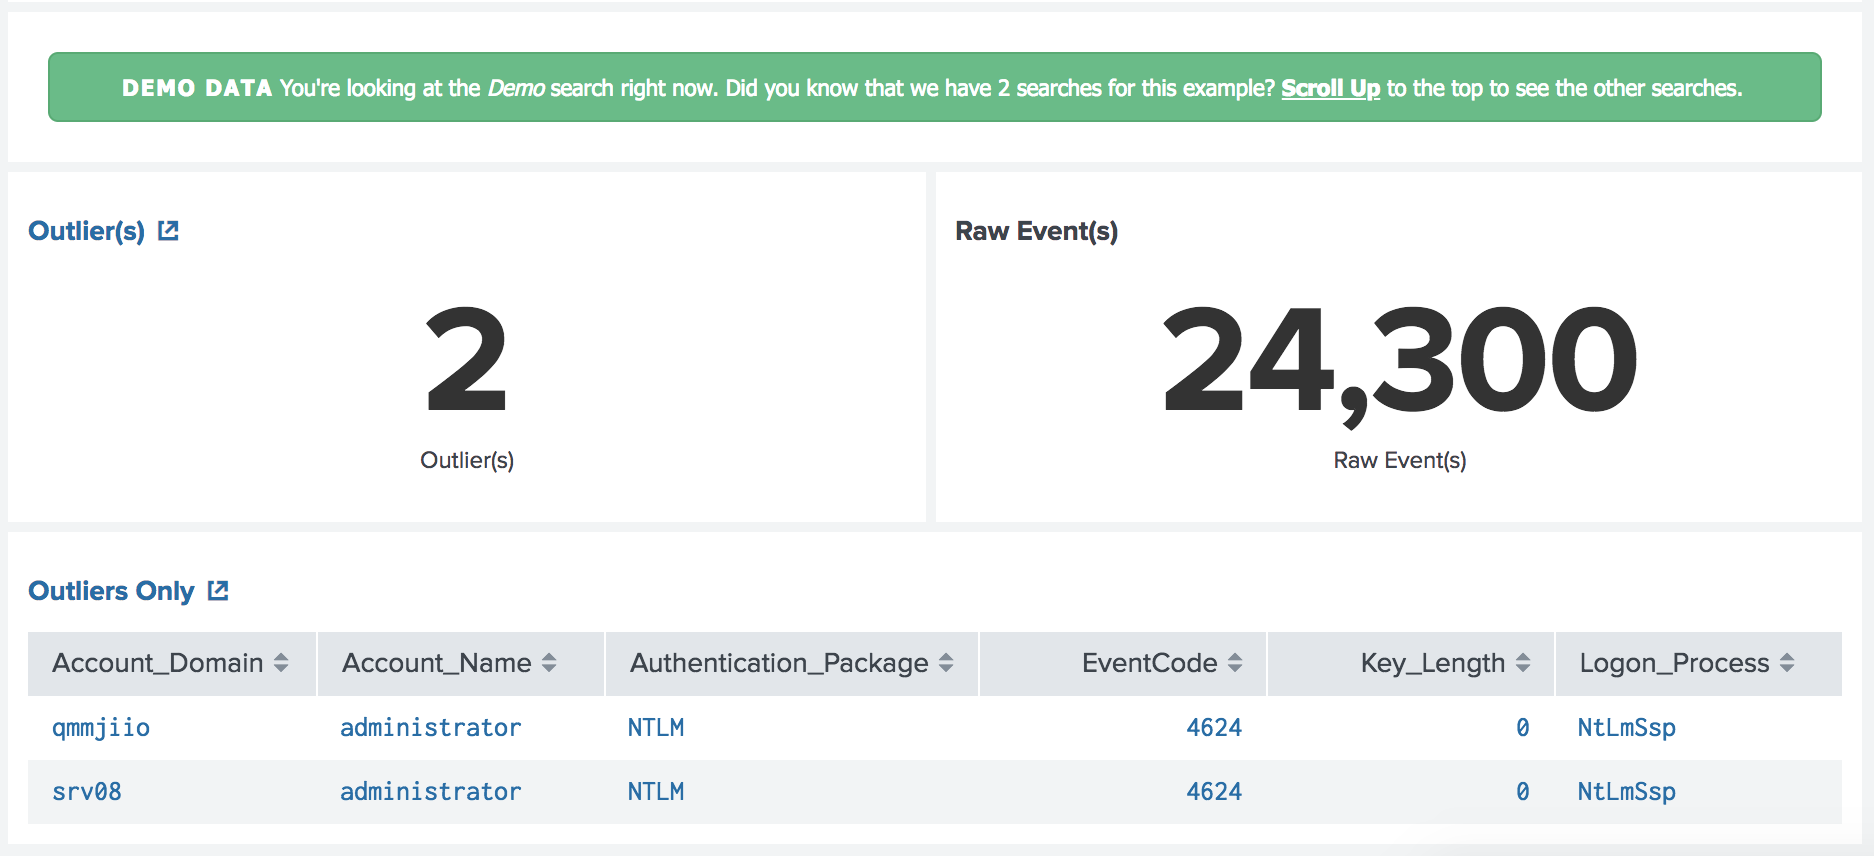 DEMO DATA You're looking at the Demo search right now. Did you know that we have 2 searches for this example? Scroll Up to the top to see the other searches.
Outlier(s)
2
Outlier(s)
Raw Event(s)
24,300
Raw Event(s)
Outliers Only
Account_Domain Account_Name Authentication_Package EventCode Key_Length Logon_Process
qmmjiio administrator NTLM 4624 0 NtLmSsp
srv08 administrator NTLM 4624 0 NtLmSsp